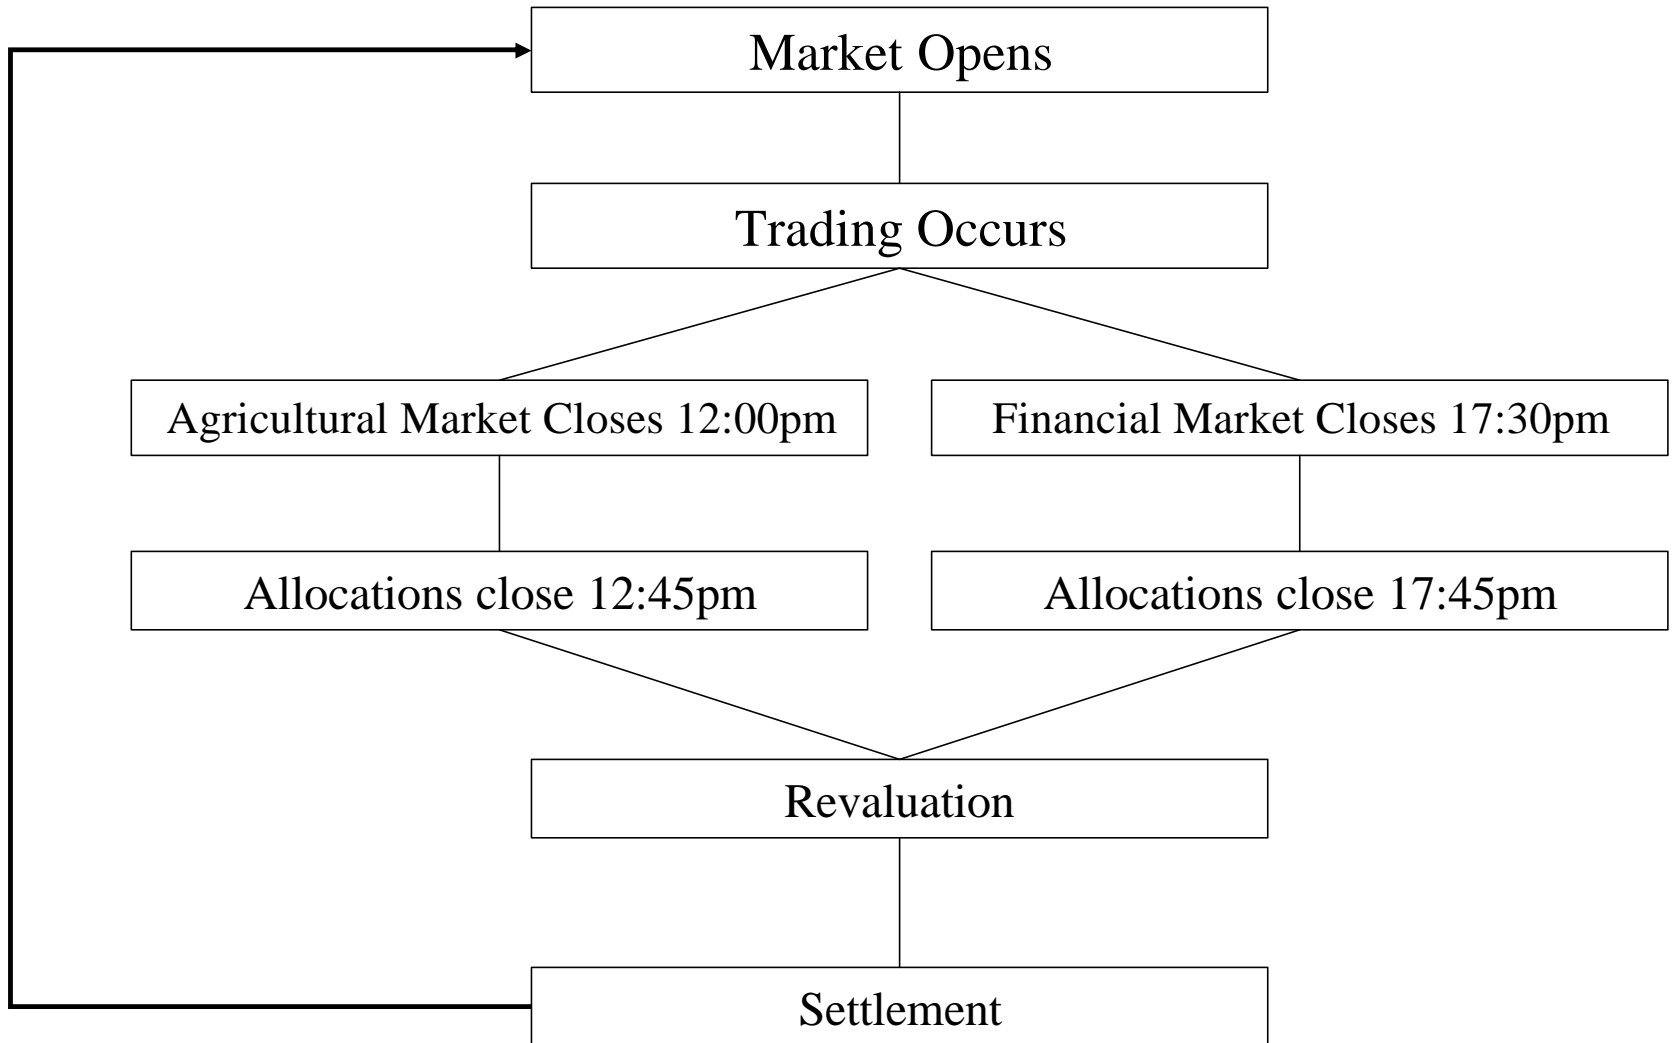 Market Opens
Trading Occurs
Agricultural Market Closes 12:00pm
Financial Market Closes 17:30pm
Allocations close 12:45pm
Allocations close 17:45pm
Revaluation
Settlement